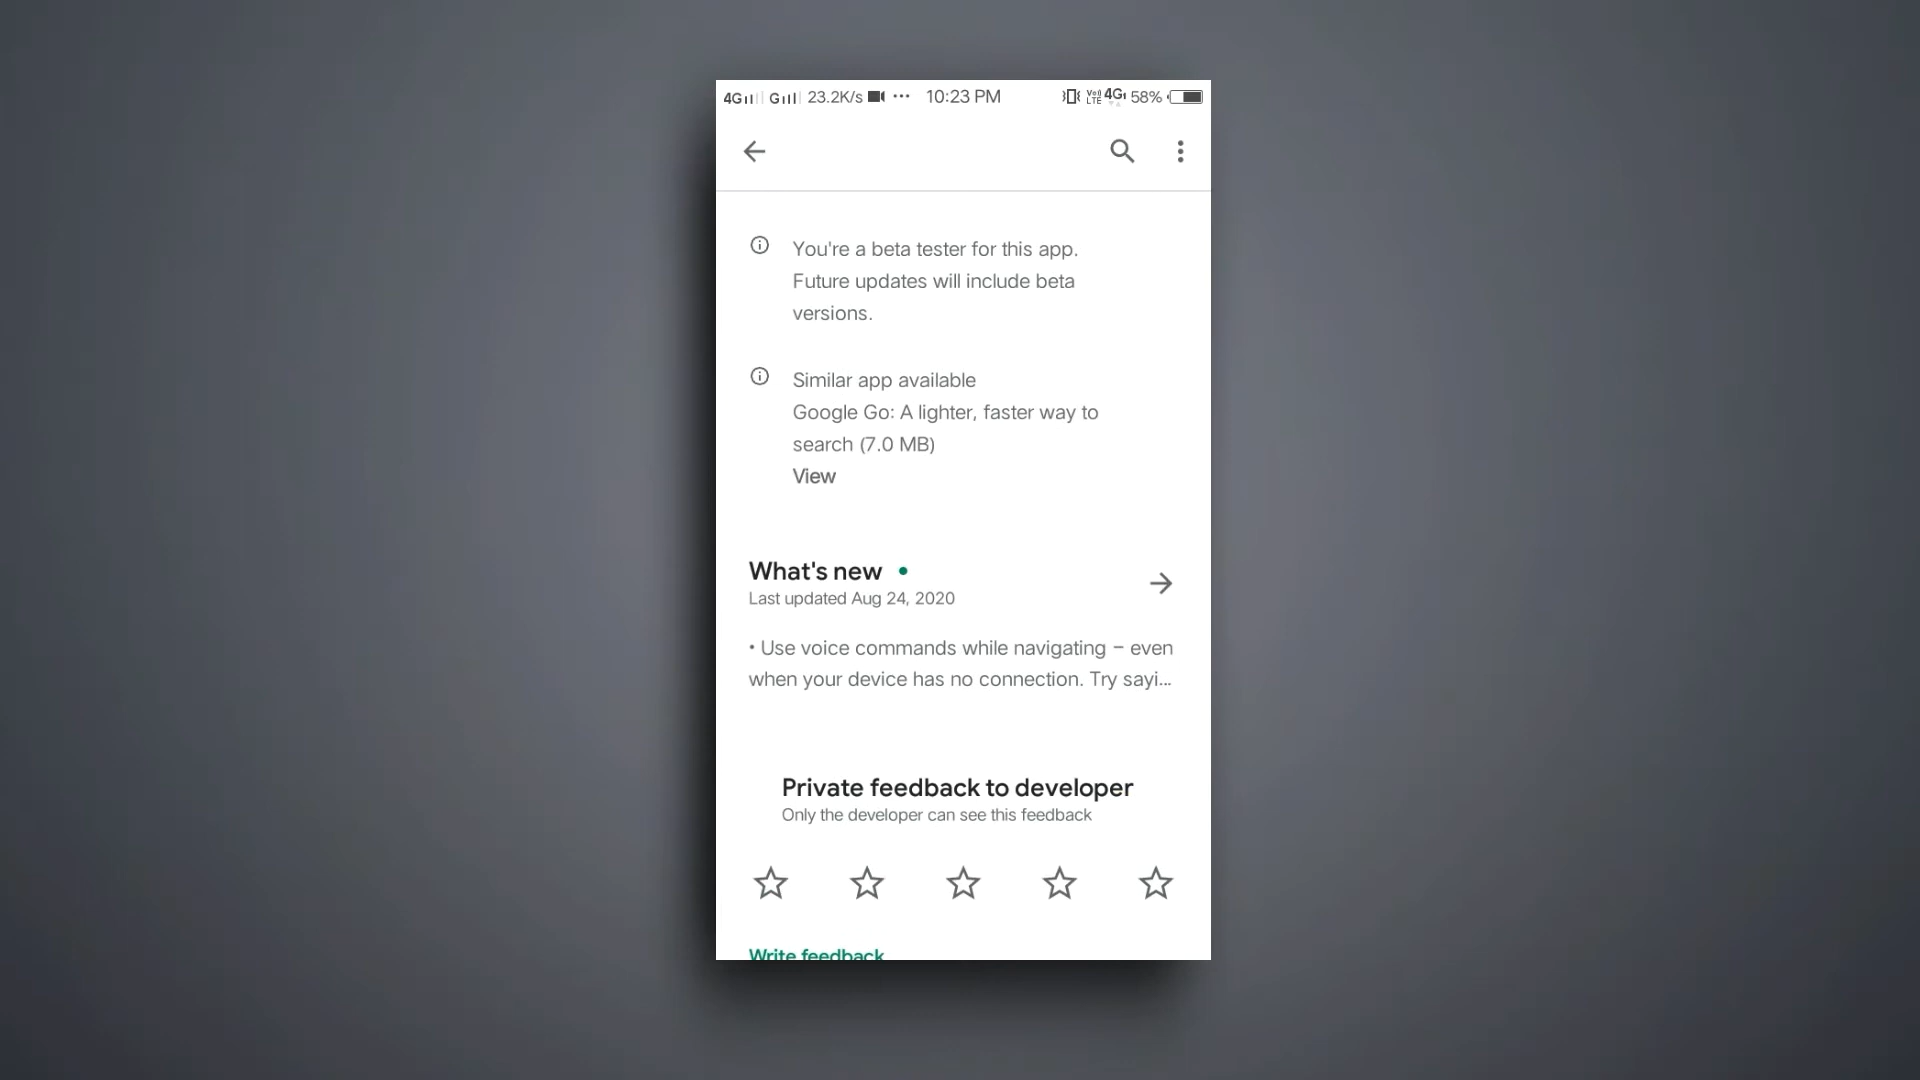 4G G 23.2K/s ··· 10:23 PM VoI) LTE 4G 58%
You're a beta tester for this app.
Future updates will include beta
versions.
Similar app available
Google Go: A lighter, faster way to
search (7.0 MB)
View
What's new
Last updated Aug 24, 2020
• Use voice commands while navigating – even
when your device has no connection. Try sayi...
Private feedback to developer
Only the developer can see this feedback
Write feedback